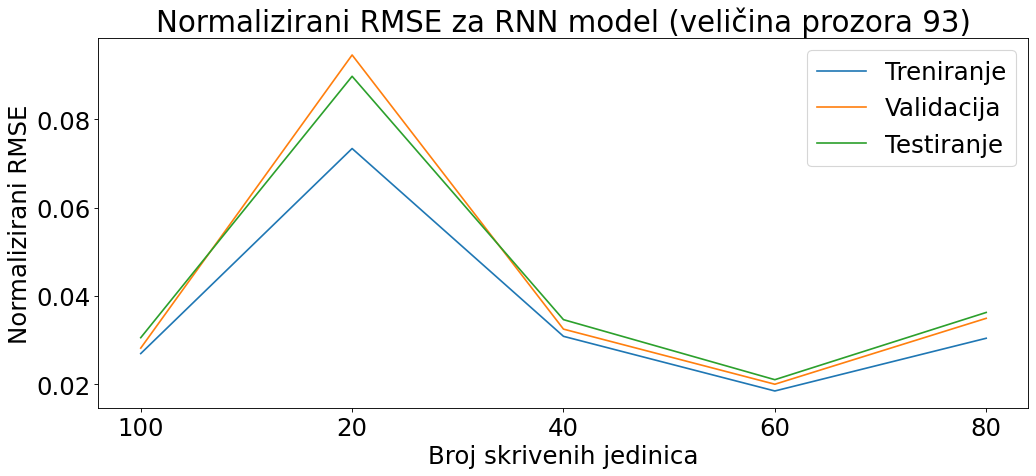 Normalizirani RMSE za RNN model (veličina prozora 93)
Treniranje
Validacija
Testiranje
Normalizirani RMSE
0.08
0.06
0.04
0.02
100 20 40 60 80
Broj skrivenih jedinica